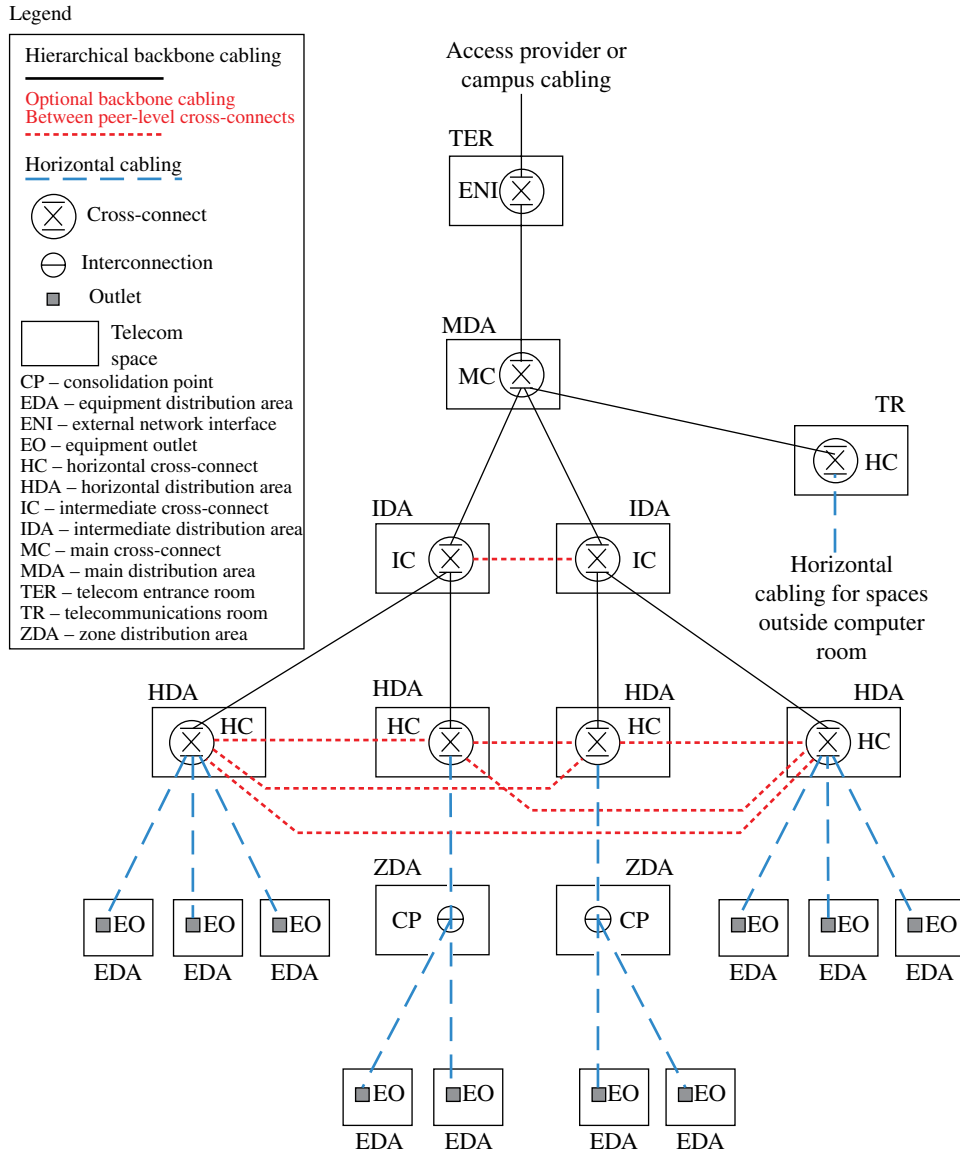 Legend
Hierarchical backbone cabling
Optional backbone cabling
Between peer-level cross-connects
Horizontal cabling
Cross-connect
Interconnection
Outlet
Telecom
space
CP – consolidation point
EDA – equipment distribution area
ENI – external network interface
EO – equipment outlet
HC – horizontal cross-connect
HDA – horizontal distribution area
IC – intermediate cross-connect
IDA – intermediate distribution area
MC – main cross-connect
MDA – main distribution area
TER – telecom entrance room
TR – telecommunications room
ZDA – zone distribution area
Access provider or
campus cabling
TER
ENI
MDA
MC
TR
HC
Horizontal
cabling for spaces
outside computer
room
IDA
IC
IDA
IC
HDA
HC
HDA
HC
HDA
HC
HDA
HC
ZDA
CP
ZDA
CP
EO
EDA
EO
EDA
EO
EDA
EO
EDA
EO
EDA
EO
EDA
EO
EDA
EO
EDA
EO
EDA
EO
EDA